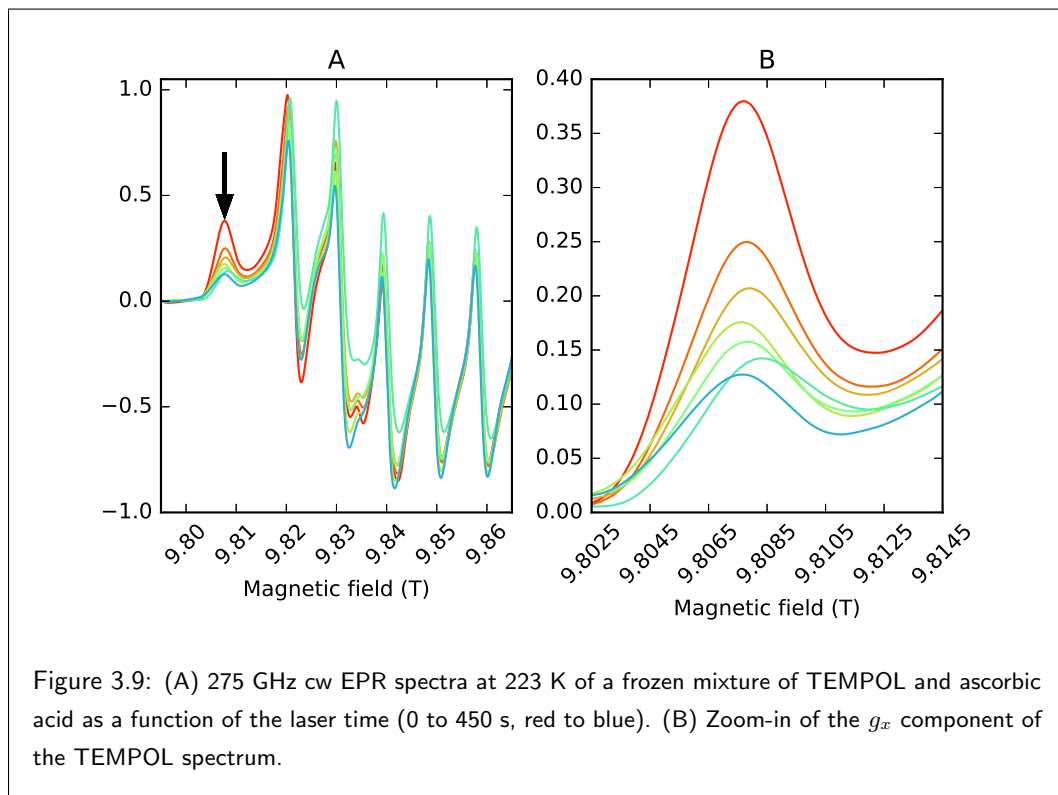 A
1.0
0.5
0.0
−0.5
−1.0
9.80 9.81 9.82 9.83 9.84 9.85 9.86
Magnetic field (T)
B
0.40
0.35
0.30
0.25
0.20
0.15
0.10
0.05
0.00
9.8025 9.8045 9.8065 9.8085 9.8105 9.8125 9.8145
Magnetic field (T)
Figure 3.9: (A) 275 GHz cw EPR spectra at 223 K of a frozen mixture of TEMPOL and ascorbic
acid as a function of the laser time (0 to 450 s, red to blue). (B) Zoom-in of the gx component of
the TEMPOL spectrum.